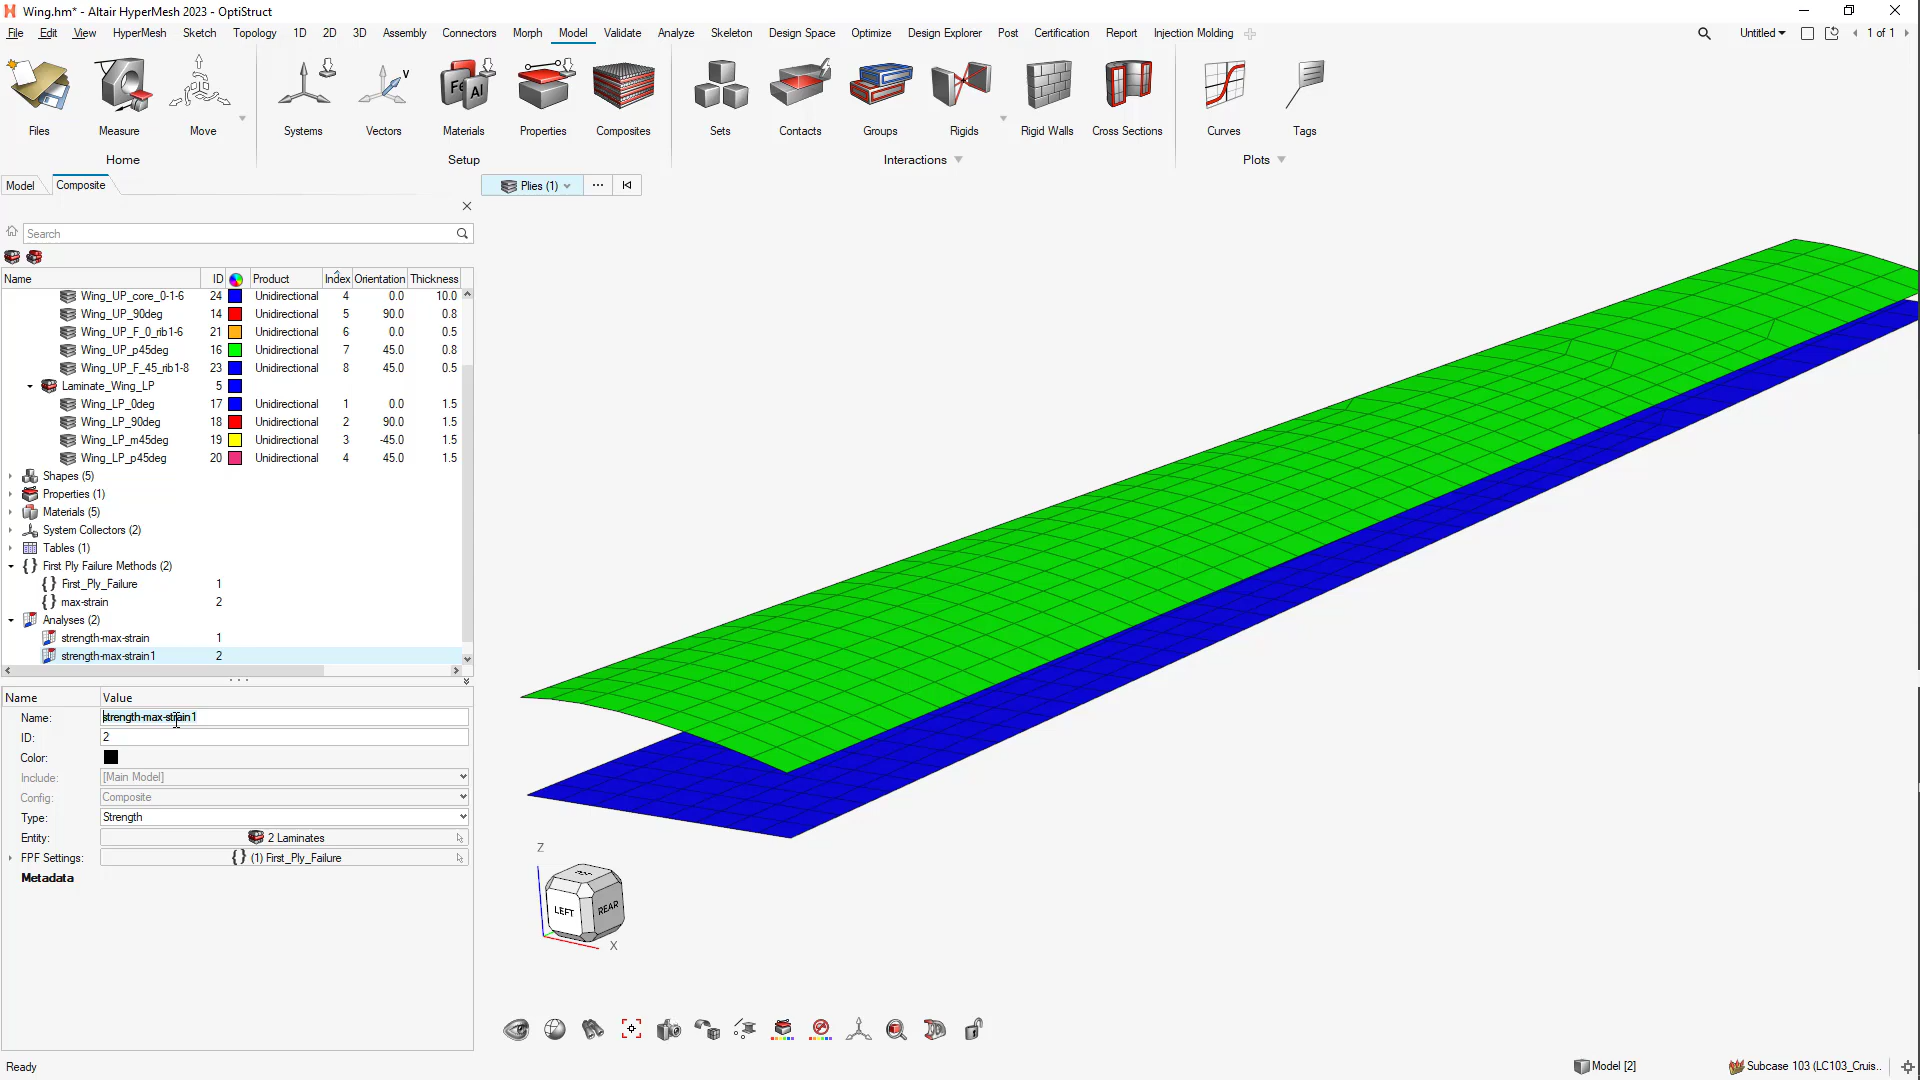 Wing.hm* - Altair HyperMesh 2023 - OptiStruct
File Edit View HyperMesh Sketch Topology 1D 2D 3D Assembly Connectors Morph Model Validate Analyze Skeleton Design Space Optimize Design Explorer Post Certification Report Injection Molding Untitled 1 of 1
Files Measure Move Systems Vectors Materials Properties Composites Sets Contacts Groups Rigids Rigid Walls Cross Sections Curves Tags
Home Setup Interactions Plots
Model Composite Plies (1)
Search
Name ID Product Index Orientation Thickness
Wing_UP_core_0-1-6 24 Unidirectional 4 0.0 10.0
Wing_UP_90deg 14 Unidirectional 5 90.0 0.8
Wing_UP_F_0_rib1-6 21 Unidirectional 6 0.0 0.5
Wing_UP_p45deg 16 Unidirectional 7 45.0 0.8
Wing_UP_F_45_rib1-8 23 Unidirectional 8 45.0 0.5
Laminate_Wing_LP 5
Wing_LP_0deg 17 Unidirectional 1 0.0 1.5
Wing_LP_90deg 18 Unidirectional 2 90.0 1.5
Wing_LP_m45deg 19 Unidirectional 3 -45.0 1.5
Wing_LP_p45deg 20 Unidirectional 4 45.0 1.5
Shapes (5)
Properties (1)
Materials (5)
System Collectors (2)
Tables (1)
First Ply Failure Methods (2)
First_Ply_Failure 1
max-strain 2
Analyses (2)
strength-max-strain 1
strength-max-strain1 2
Name Value
Name: strength-max-strain1
ID: 2
Color:
Include: [Main Model]
Config: Composite
Type: Strength
Entity: 2 Laminates
FPF Settings: (1) First_Ply_Failure
Metadata
Z
LEFT REAR
X
Ready Model [2] Subcase 103 (LC103_Cruis..